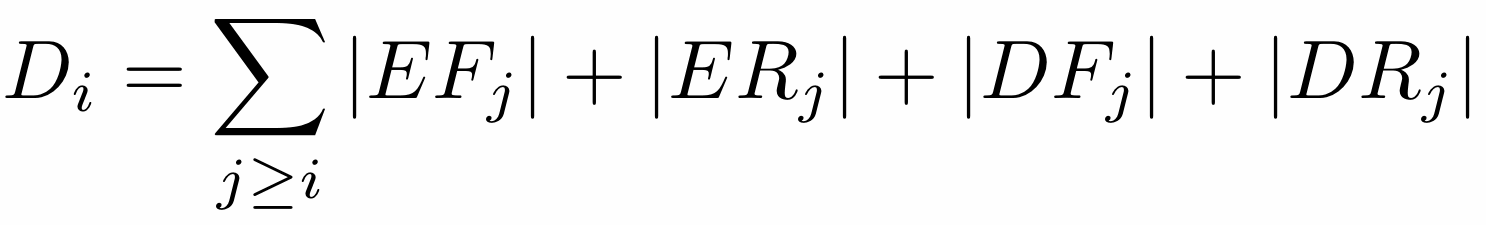 D_i = \sum_{j \geq i} |EF_j| + |ER_j| + |DF_j| + |DR_j|